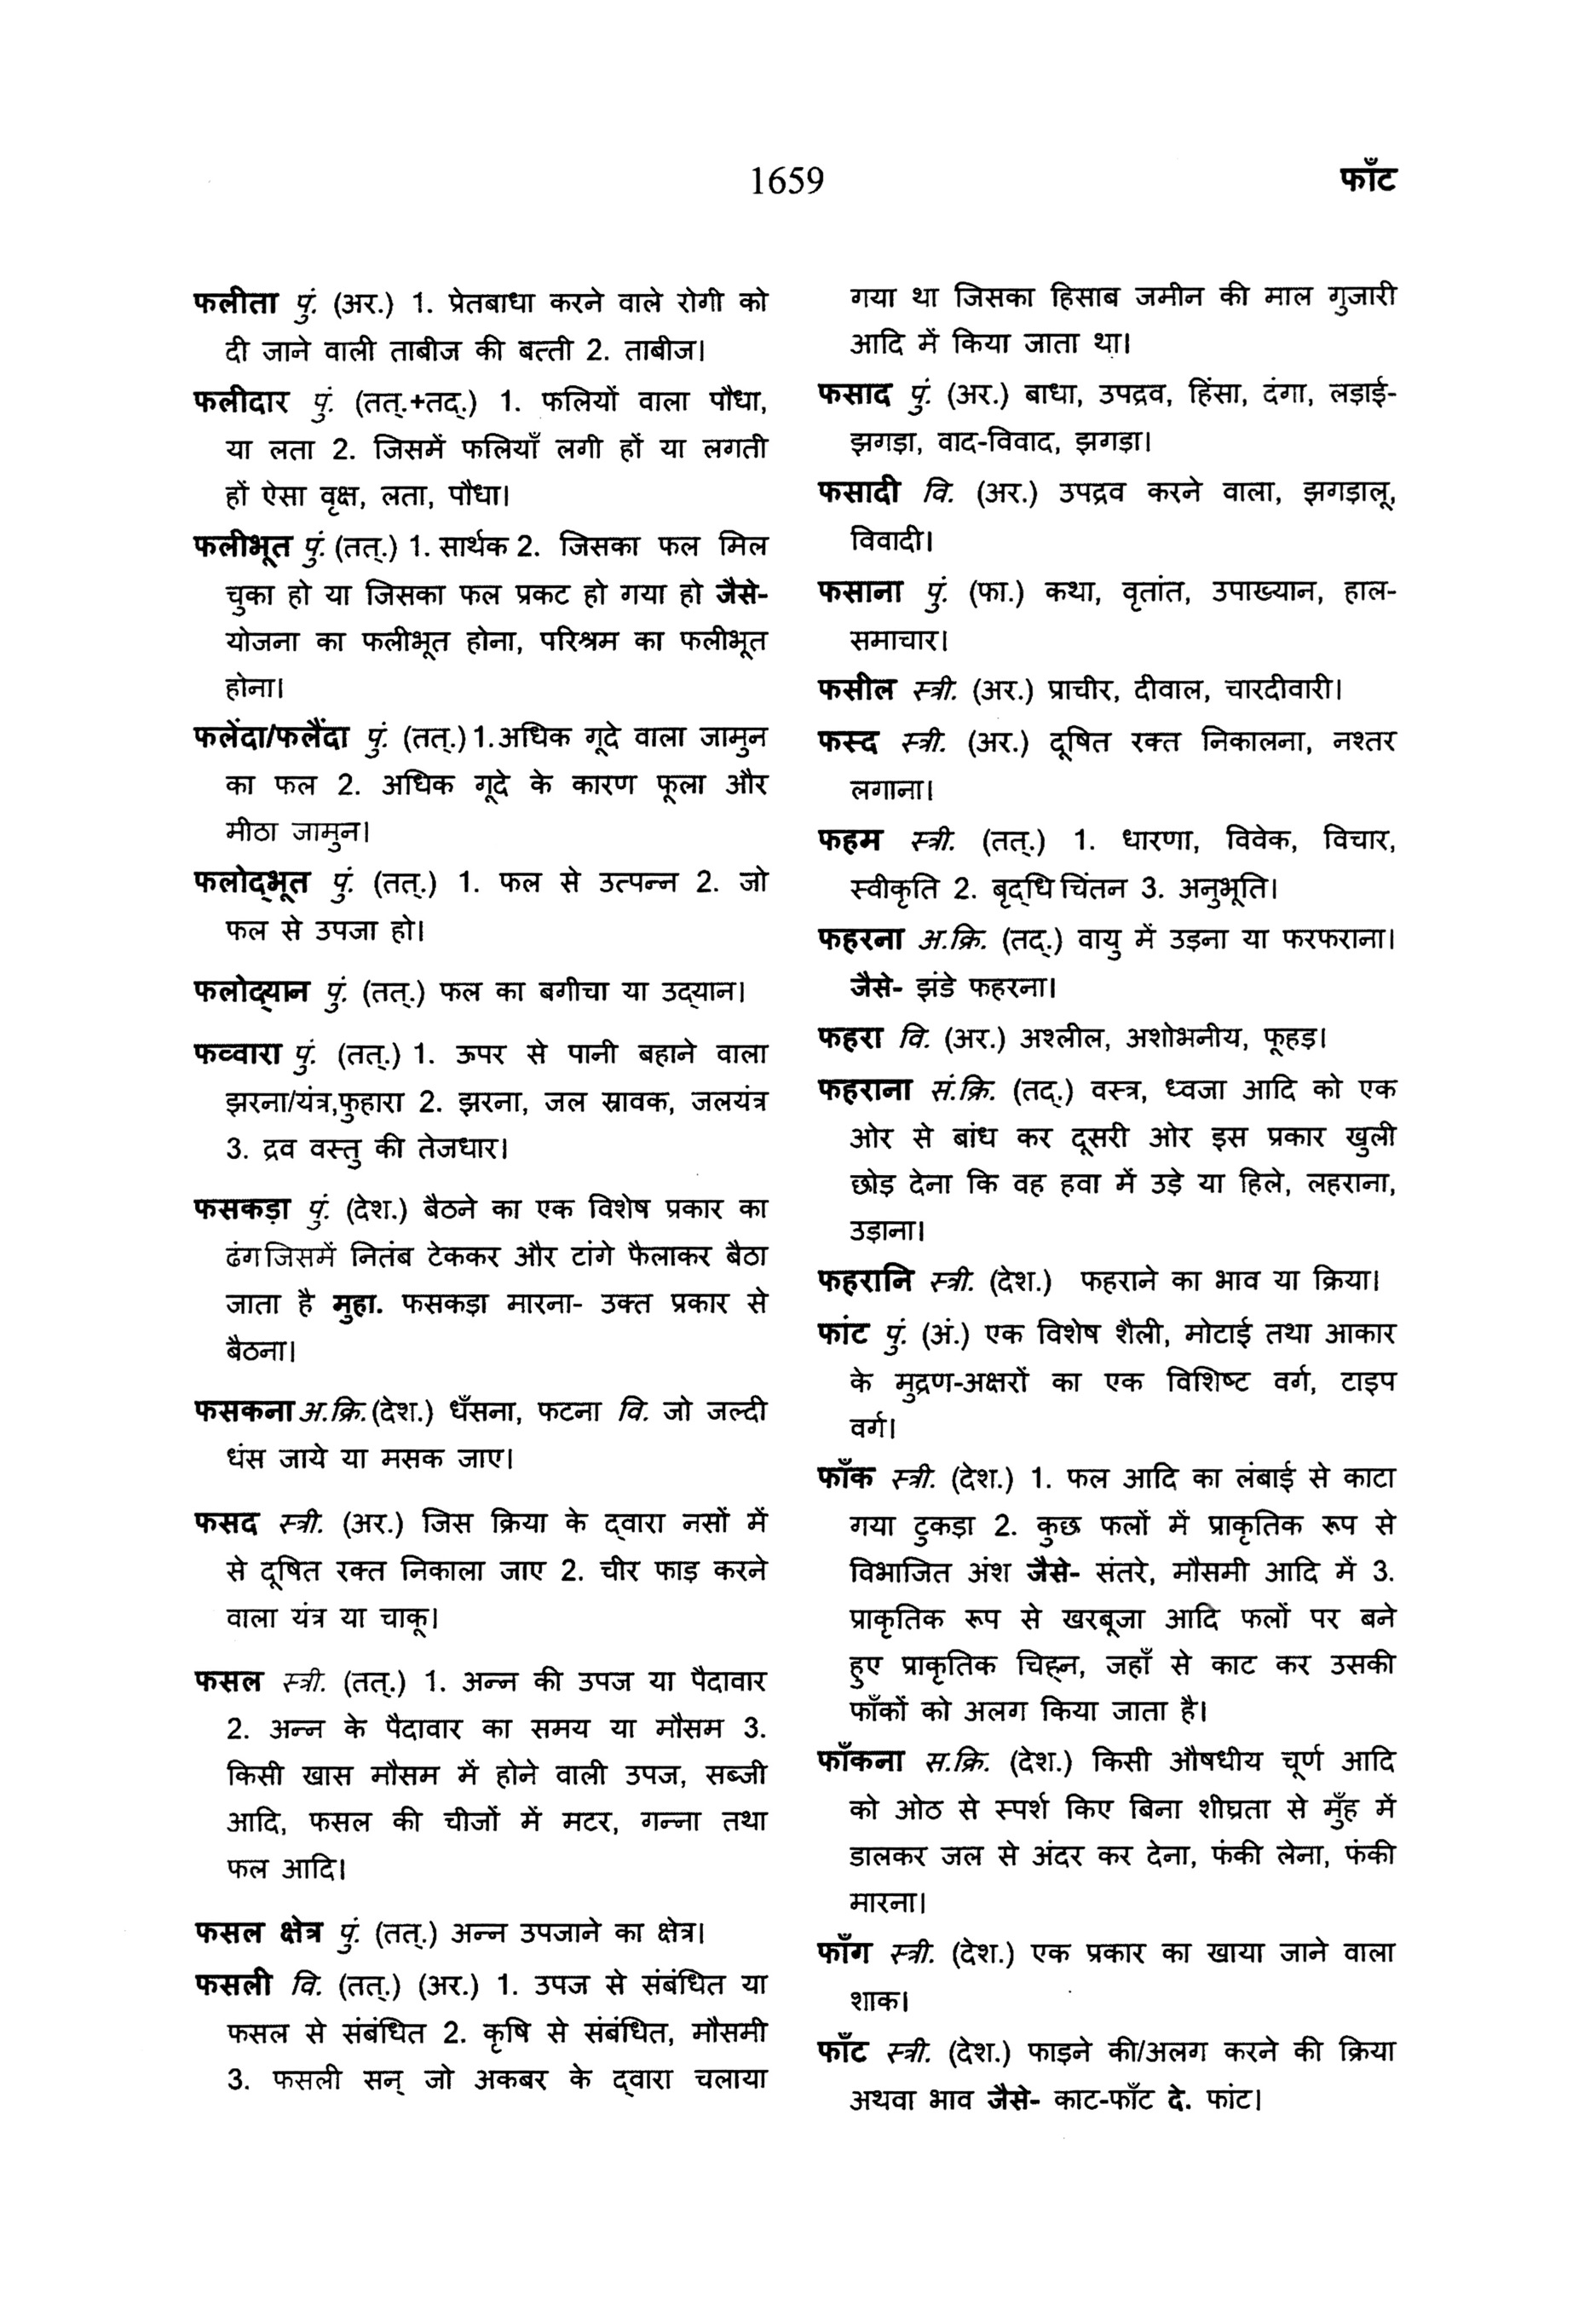 1659
फाँट
फलीता पुं. (अर.) 1. प्रेतबाधा करने वाले रोगी को
दी जाने वाली ताबीज की बत्ती 2. ताबीज।
फलीदार पुं. (तत्.+तद्.) 1. फलियों वाला पौधा,
या लता 2. जिसमें फलियाँ लगी हों या लगती
हों ऐसा वृक्ष, लता, पौधा।
फलीभूत पुं. (तत्.) 1. सार्थक 2. जिसका फल मिल
चुका हो या जिसका फल प्रकट हो गया हो जैसे-
योजना का फलीभूत होना, परिश्रम का फलीभूत
होना।
फलेंदा/फलैंदा पुं. (तत्.) 1.अधिक गूदे वाला जामुन
का फल 2. अधिक गूदे के कारण फूला और
मीठा जामुन।
फलोद्‌भूत पुं. (तत्.) 1. फल से उत्पन्न 2. जो
फल से उपजा हो।
फलोद्‌यान पुं. (तत्.) फल का बगीचा या उद्‌यान।
फव्वारा पुं. (तत्.) 1. ऊपर से पानी बहाने वाला
झरना/यंत्र,फुहारा 2. झरना, जल स्रावक, जलयंत्र
3. द्रव वस्तु की तेजधार।
फसकड़ा पुं. (देश.) बैठने का एक विशेष प्रकार का
ढंग जिसमें नितंब टेककर और टांगे फैलाकर बैठा
जाता है मुहा. फसकड़ा मारना- उक्त प्रकार से
बैठना।
फसकना अ.क्रि. (देश.) धँसना, फटना वि. जो जल्दी
धंस जाये या मसक जाए।
फसद स्त्री. (अर.) जिस क्रिया के द्‌वारा नसों में
से दूषित रक्त निकाला जाए 2. चीर फाड़ करने
वाला यंत्र या चाकू।
फसल स्त्री. (तत्.) 1. अन्न की उपज या पैदावार
2. अन्न के पैदावार का समय या मौसम 3.
किसी खास मौसम में होने वाली उपज, सब्जी
आदि, फसल की चीजों में मटर, गन्ना तथा
फल आदि।
फसल क्षेत्र पुं. (तत्.) अन्न उपजाने का क्षेत्र।
फसली वि. (तत्.) (अर.) 1. उपज से संबंधित या
फसल से संबंधित 2. कृषि से संबंधित, मौसमी
3. फसली सन् जो अकबर के द्‌वारा चलाया
गया था जिसका हिसाब जमीन की माल गुजारी
आदि में किया जाता था।
फसाद पुं. (अर.) बाधा, उपद्रव, हिंसा, दंगा, लड़ाई-
झगड़ा, वाद-विवाद, झगड़ा।
फसादी वि. (अर.) उपद्रव करने वाला, झगड़ालू,
विवादी।
फसाना पुं. (फा.) कथा, वृतांत, उपाख्यान, हाल-
समाचार।
फसील स्त्री. (अर.) प्राचीर, दीवाल, चारदीवारी।
फस्द स्त्री. (अर.) दूषित रक्त निकालना, नश्तर
लगाना।
फहम स्त्री. (तत्.) 1. धारणा, विवेक, विचार,
स्वीकृति 2. बृद्‌धि चिंतन 3. अनुभूति।
फहरना अ.क्रि. (तद्.) वायु में उड़ना या फरफराना।
जैसे- झंडे फहरना।
फहरा वि. (अर.) अश्लील, अशोभनीय, फूहड़।
फहराना सं.क्रि. (तद्.) वस्त्र, ध्वजा आदि को एक
ओर से बांध कर दूसरी ओर इस प्रकार खुली
छोड़ देना कि वह हवा में उड़े या हिले, लहराना,
उड़ाना।
फहरानि स्त्री. (देश.) फहराने का भाव या क्रिया।
फांट पुं. (अं.) एक विशेष शैली, मोटाई तथा आकार
के मुद्रण-अक्षरों का एक विशिष्ट वर्ग, टाइप
वर्ग।
फाँक स्त्री. (देश.) 1. फल आदि का लंबाई से काटा
गया टुकड़ा 2. कुछ फलों में प्राकृतिक रूप से
विभाजित अंश जैसे- संतरे, मौसमी आदि में 3.
प्राकृतिक रूप से खरबूजा आदि फलों पर बने
हुए प्राकृतिक चिह्‌न, जहाँ से काट कर उसकी
फाँकों को अलग किया जाता है।
फाँकना स.क्रि. (देश.) किसी औषधीय चूर्ण आदि
को ओठ से स्पर्श किए बिना शीघ्रता से मुँह में
डालकर जल से अंदर कर देना, फंकी लेना, फंकी
मारना।
फाँग स्त्री. (देश.) एक प्रकार का खाया जाने वाला
शाक।
फाँट स्त्री. (देश.) फाड़ने की/अलग करने की क्रिया
अथवा भाव जैसे- काट-फाँट दे. फांट।